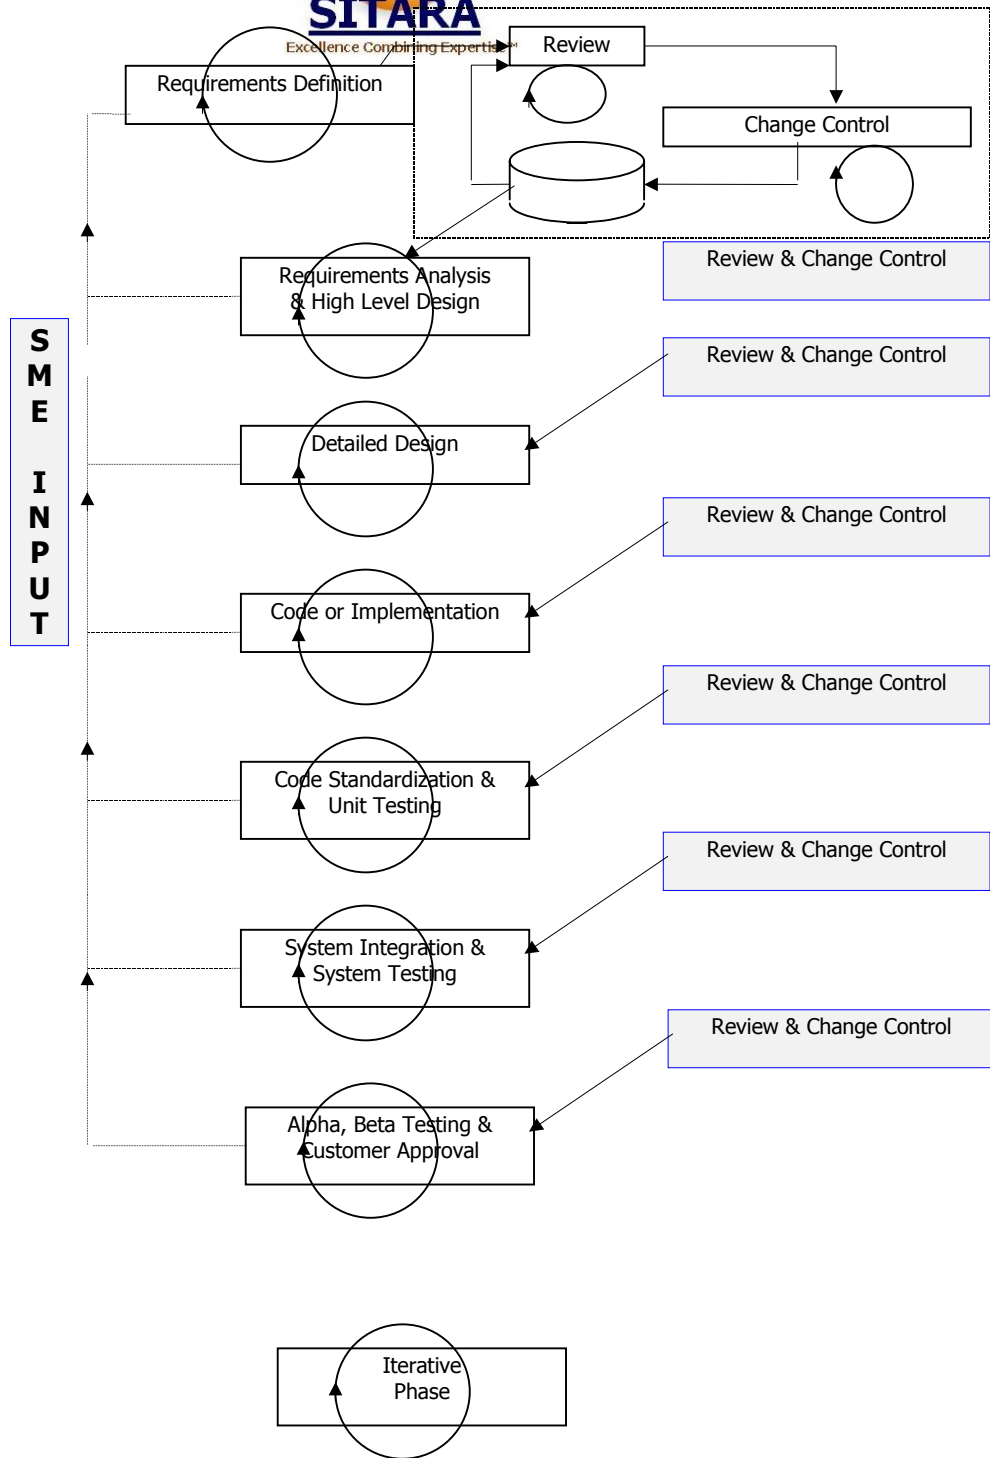 SITARA
Excellence Combining Expertise™
Review
Requirements Definition
Change Control
Requirements Analysis
& High Level Design
Review & Change Control
S
M
E
I
N
P
U
T
Review & Change Control
Detailed Design
Review & Change Control
Code or Implementation
Review & Change Control
Code Standardization &
Unit Testing
Review & Change Control
System Integration &
System Testing
Review & Change Control
Alpha, Beta Testing &
Customer Approval
Iterative
Phase